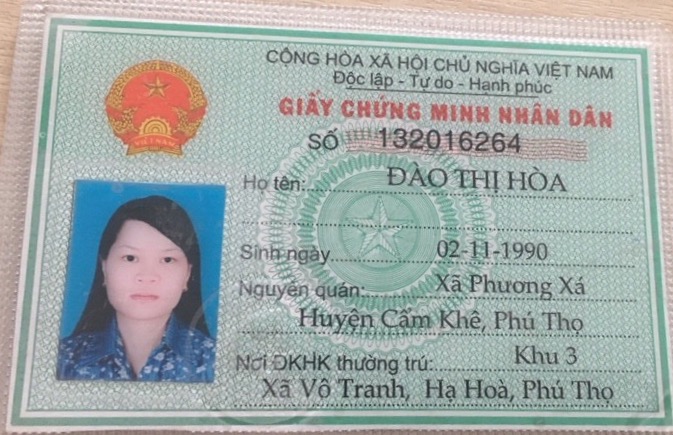 CỘNG HÒA XÃ HỘI CHỦ NGHĨA VIỆT NAM
Độc lập - Tự do - Hạnh phúc
GIẤY CHỨNG MINH NHÂN DÂN
SỐ 132016264
VIỆT NAM
Họ tên: ĐÀO THỊ HÒA
Sinh ngày 02-11-1990
Nguyên quán: Xã Phương Xá
Huyện Cẩm Khê, Phú Thọ
Nơi ĐKHK thường trú: Khu 3
Xã Vô Tranh, Hạ Hoà, Phú Thọ